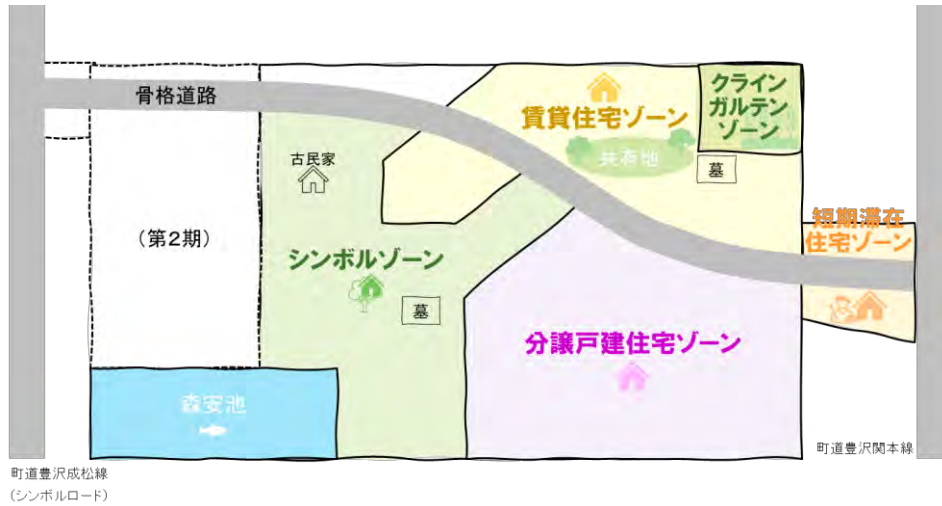 骨格道路
クライン
ガルテン
ゾーン
賃貸住宅ゾーン
共有地
古民家
墓
短期滞在
住宅ゾーン
(第2期)
シンボルゾーン
墓
分譲戸建住宅ゾーン
森安池
町道豊沢関本線
町道豊沢成松線
(シンボルロード)